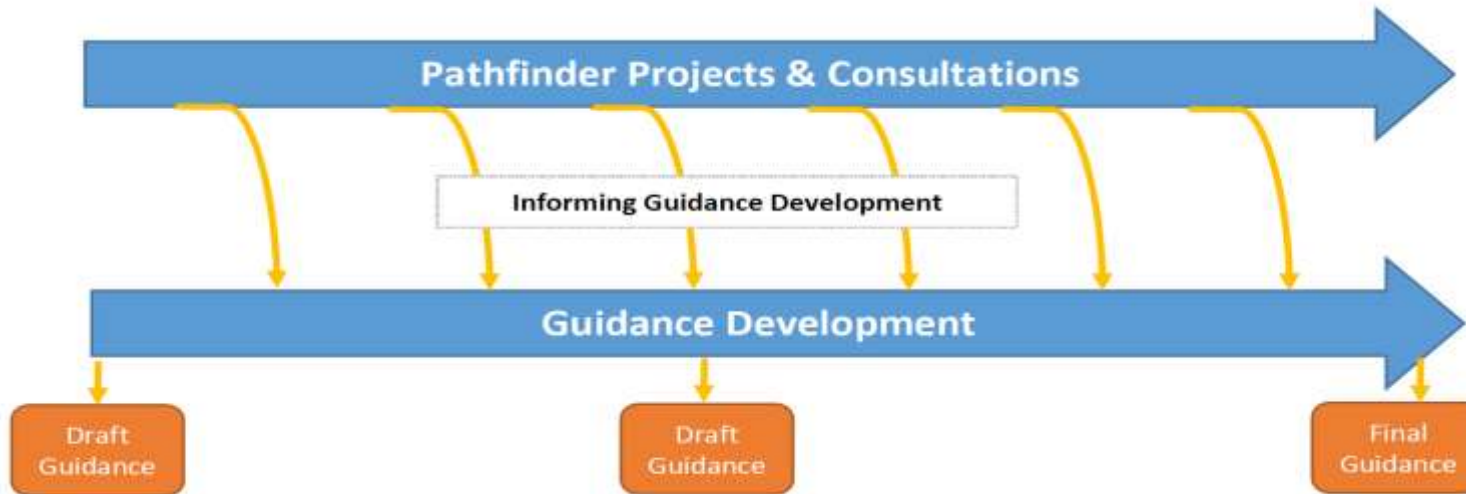 Pathfinder Projects & Consultations
Informing Guidance Development
Guidance Development
Draft
Guidance
Draft
Guidance
Final
Guidance